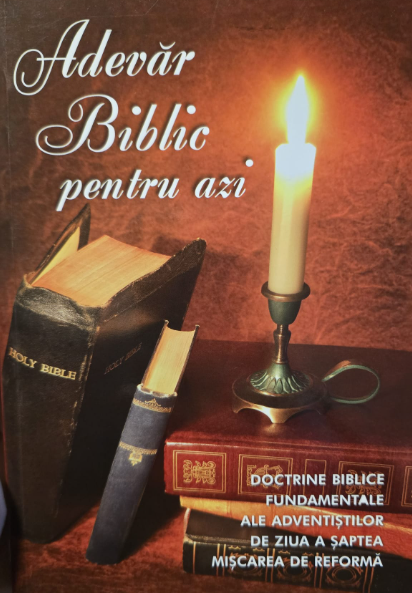 Adevăr
Biblic
pentru azi
HOLY BIBLE
HOLY BIBLE
DOCTRINE BIBLICE
FUNDAMENTALE
ALE ADVENTIȘTILOR
DE ZIUA A ȘAPTEA
MIȘCAREA DE REFORMĂ